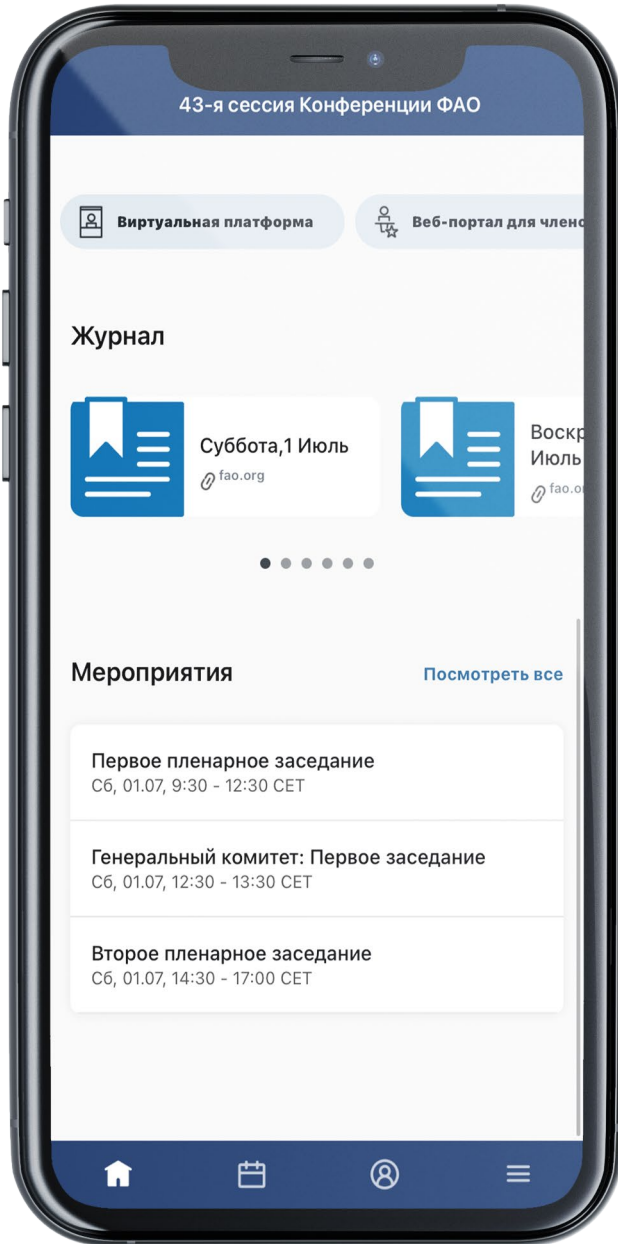 43-я сессия Конференции ФАО
Виртуальная платформа
Веб-портал для
Журнал
Суббота,1 Июль
fao.org
Июль
Мероприятия
Посмотреть все
Первое пленарное заседание
Сб, 01.07, 9:30 - 12:30 CET
Генеральный комитет: Первое заседание
Сб, 01.07, 12:30 - 13:30 CET
Второе пленарное заседание
Сб, 01.07, 14:30 - 17:00 CET